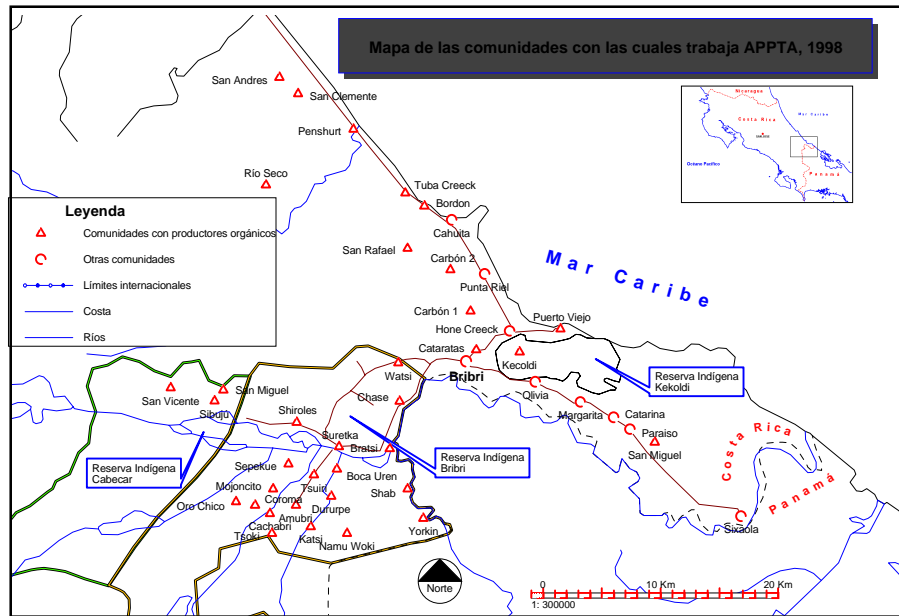 Mapa de las comunidades con las cuales trabaja APPTA, 1998
San Andres
San Clemente
Penshurt
Río Seco
Nicaragua
Costa Rica
Mar Caribe
Océano Pacífico
Panamá
Leyenda
Comunidades con productores orgánicos
Otras comunidades
Límites internacionales
Costa
Ríos
Tuba Creeck
Bordon
Cahuita
San Rafael
Carbón 2
Punta Riel
Mar Caribe
Carbón 1
Hone Creeck
Puerto Viejo
Cataratas
Kecoldi
Watsi
Bribri
Reserva Indígena
Kekoldi
San Miguel
San Vicente
Sibujú
Chase
Olivia
Margarita
Catarina
Shiroles
Paraiso
San Miguel
Suretka
Bratsi
Costa Rica
Panamá
Reserva Indígena
Cabecar
Sepekue
Reserva Indígena
Bribri
Boca Uren
Mojoncito
Tsuiri
Shab
Oro Chico
Coroma
Dururpe
Amubri
Cachabri
Tsoki
Katsi
Namu Woki
Yorkin
Sixaola
Norte
0
10 Km
20 Km
1: 300000